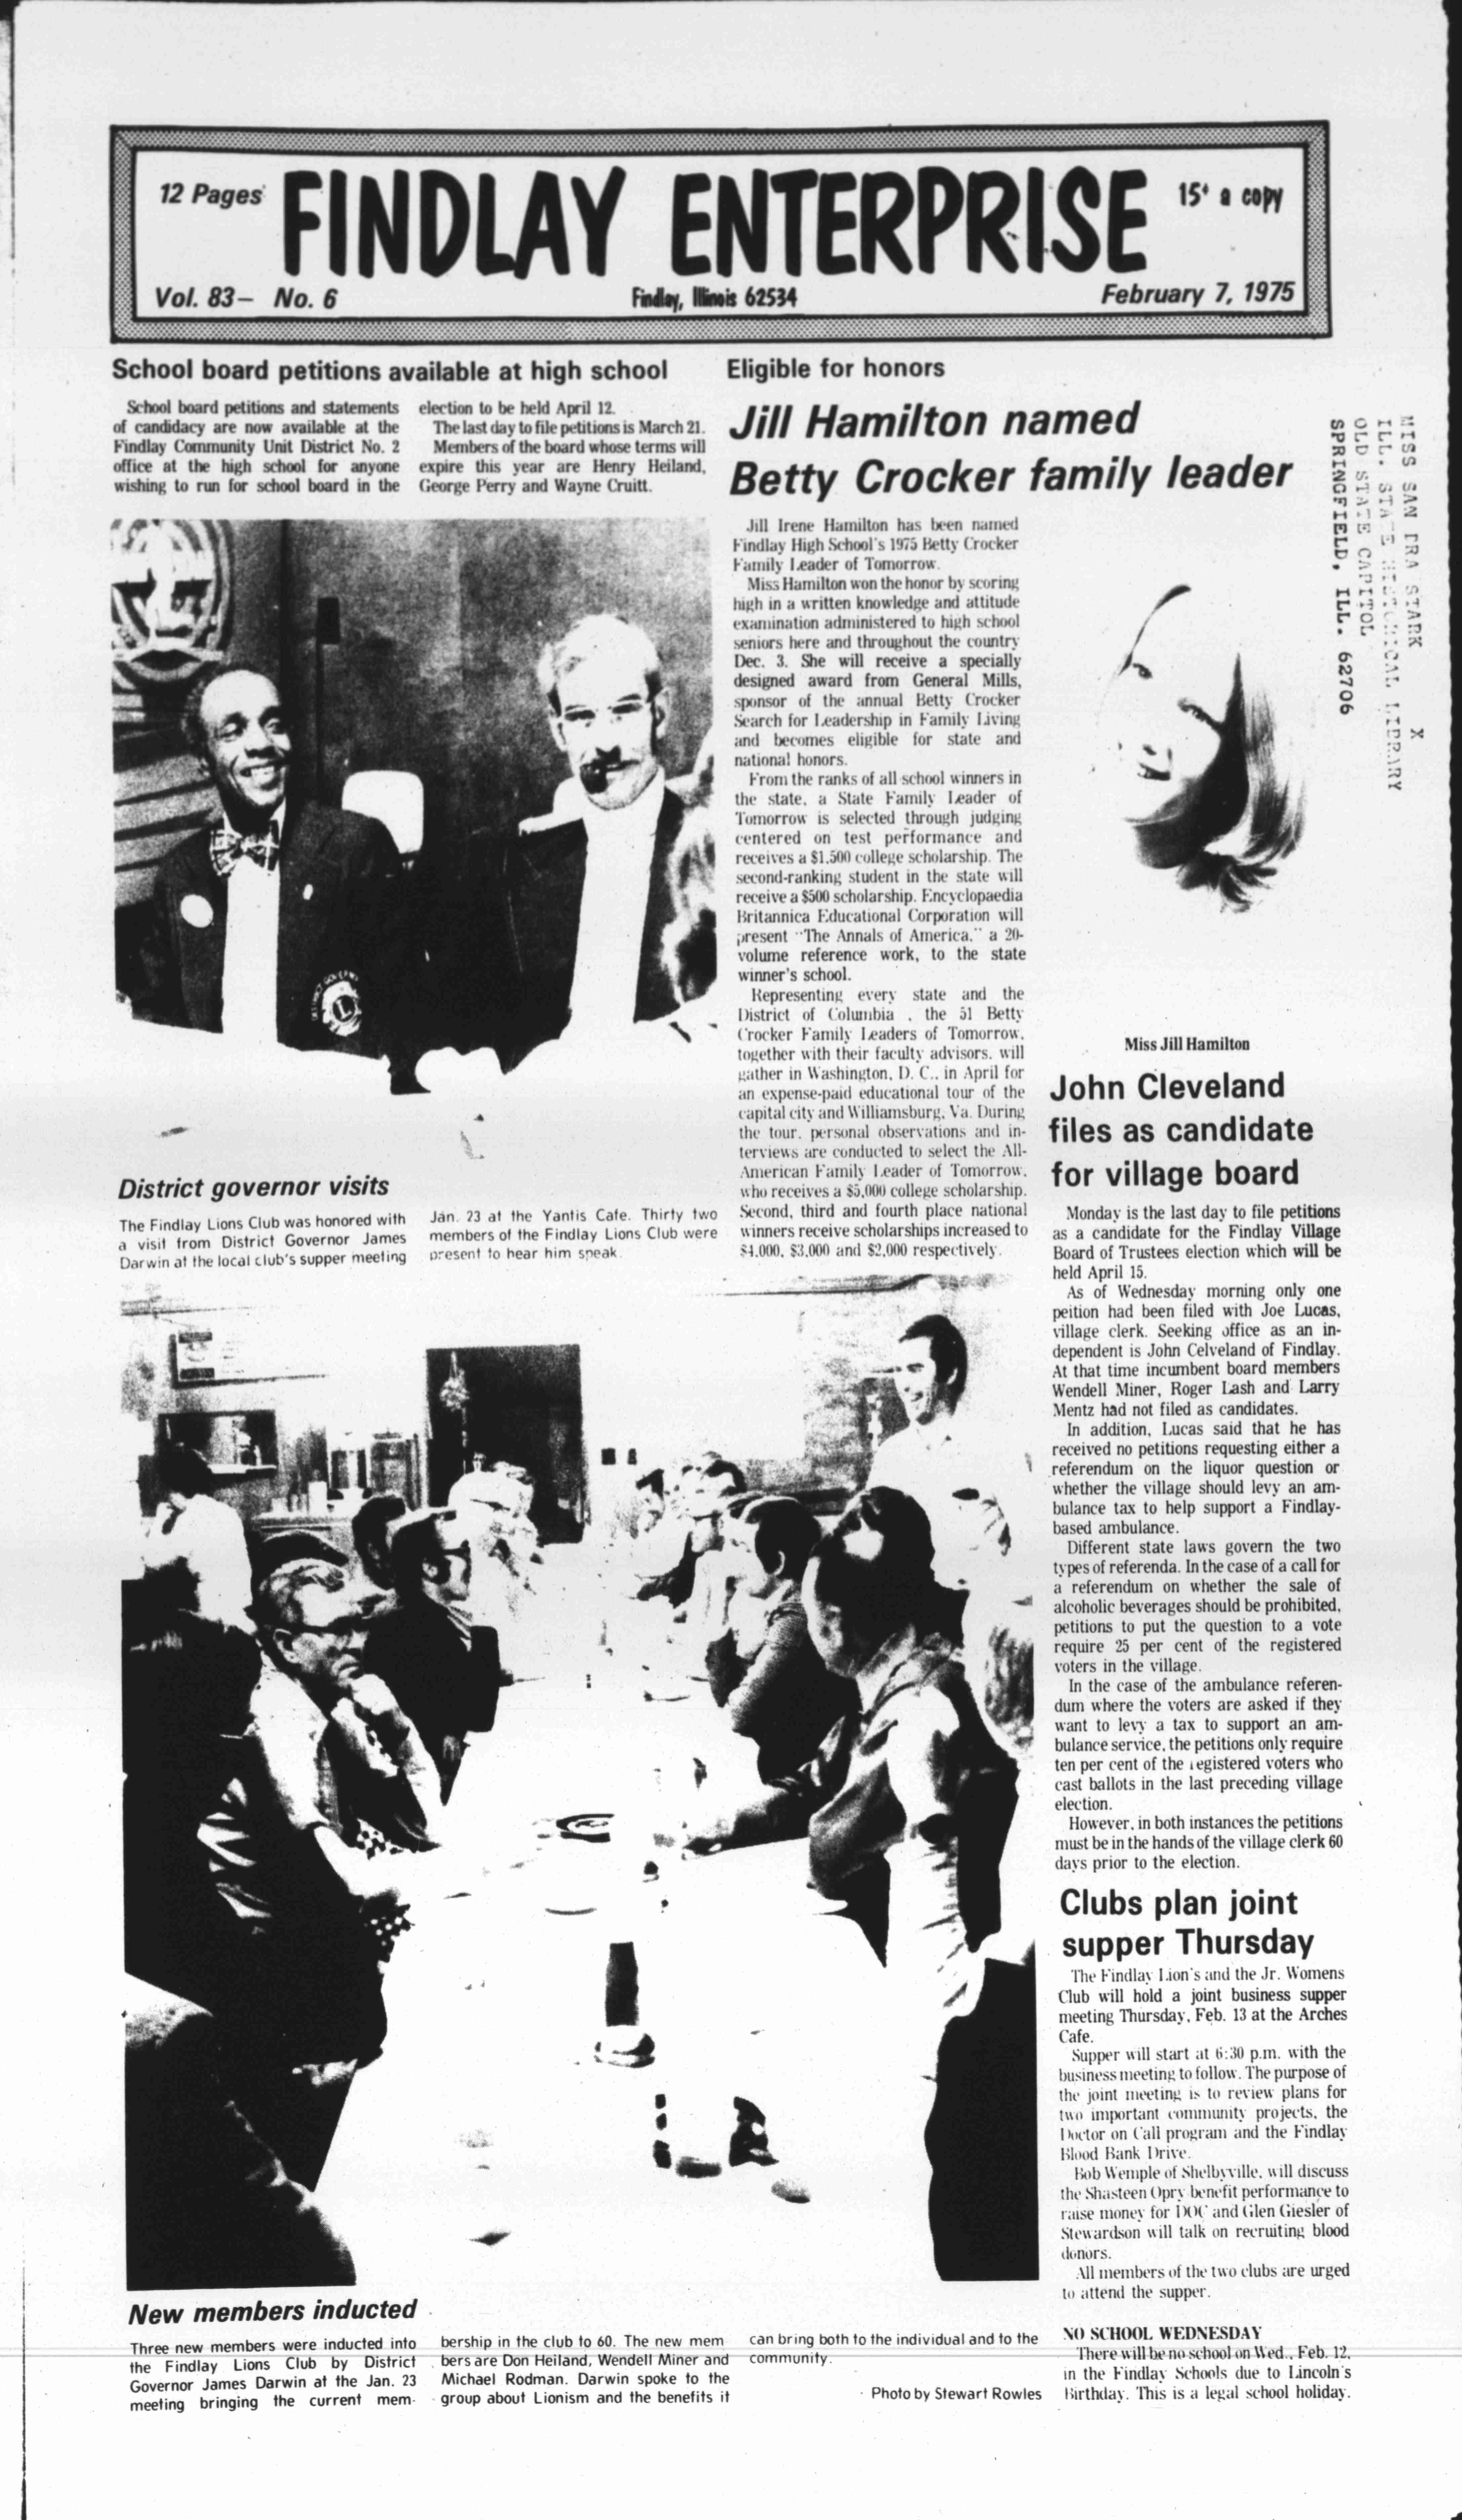 12 Pages
FINDLAY ENTERPRISE
15¢ a copy
Vol. 83— No. 6
Findlay, Illinois 62534
February 7, 1975
School board petitions available at high school
School board petitions and statements
of candidacy are now available at the
Findlay Community Unit District No. 2
office at the high school for anyone
wishing to run for school board in the
election to be held April 12.
The last day to file petitions is March 21.
Members of the board whose terms will
expire this year are Henry Heiland,
George Perry and Wayne Cruitt.
Eligible for honors
Jill Hamilton named
Betty Crocker family leader
Jill Irene Hamilton has been named
Findlay High School's 1975 Betty Crocker
Family Leader of Tomorrow.
Miss Hamilton won the honor by scoring
high in a written knowledge and attitude
examination administered to high school
seniors here and throughout the country
Dec. 3. She will receive a specially
designed award from General Mills,
sponsor of the annual Betty Crocker
Search for Leadership in Family Living
and becomes eligible for state and
national honors.
From the ranks of all school winners in
the state, a State Family Leader of
Tomorrow is selected through judging
centered on test performance and
receives a $1,500 college scholarship. The
second-ranking student in the state will
receive a $500 scholarship. Encyclopaedia
Britannica Educational Corporation will
present "The Annals of America," a 20-
volume reference work, to the state
winner's school.
Representing every state and the
District of Columbia , the 51 Betty
Crocker Family Leaders of Tomorrow,
together with their faculty advisors, will
gather in Washington, D. C., in April for
an expense-paid educational tour of the
capital city and Williamsburg, Va. During
the tour, personal observations and in-
terviews are conducted to select the All-
American Family Leader of Tomorrow,
who receives a $5,000 college scholarship.
Second, third and fourth place national
winners receive scholarships increased to
$4,000, $3,000 and $2,000 respectively.
MISS SANDRA STARK X
ILL. STATE HISTORICAL LIBRARY
OLD STATE CAPITOL
SPRINGFIELD, ILL. 62706
Miss Jill Hamilton
District governor visits
The Findlay Lions Club was honored with
a visit from District Governor James
Darwin at the local club's supper meeting
Jan. 23 at the Yantis Cafe. Thirty two
members of the Findlay Lions Club were
present to hear him speak.
John Cleveland
files as candidate
for village board
Monday is the last day to file petitions
as a candidate for the Findlay Village
Board of Trustees election which will be
held April 15.
As of Wednesday morning only one
peition had been filed with Joe Lucas,
village clerk. Seeking office as an in-
dependent is John Celveland of Findlay.
At that time incumbent board members
Wendell Miner, Roger Lash and Larry
Mentz had not filed as candidates.
In addition, Lucas said that he has
received no petitions requesting either a
referendum on the liquor question or
whether the village should levy an am-
bulance tax to help support a Findlay-
based ambulance.
Different state laws govern the two
types of referenda. In the case of a call for
a referendum on whether the sale of
alcoholic beverages should be prohibited,
petitions to put the question to a vote
require 25 per cent of the registered
voters in the village.
In the case of the ambulance referen-
dum where the voters are asked if they
want to levy a tax to support an am-
bulance service, the petitions only require
ten per cent of the registered voters who
cast ballots in the last preceding village
election.
However, in both instances the petitions
must be in the hands of the village clerk 60
days prior to the election.
Clubs plan joint
supper Thursday
The Findlay Lion's and the Jr. Womens
Club will hold a joint business supper
meeting Thursday, Feb. 13 at the Arches
Cafe.
Supper will start at 6:30 p.m. with the
business meeting to follow. The purpose of
the joint meeting is to review plans for
two important community projects, the
Doctor on Call program and the Findlay
Blood Bank Drive.
Bob Wemple of Shelbyville, will discuss
the Shasteen Opry benefit performance to
raise money for DOC and Glen Giesler of
Stewardson will talk on recruiting blood
donors.
All members of the two clubs are urged
to attend the supper.
NO SCHOOL WEDNESDAY
There will be no school on Wed., Feb. 12,
in the Findlay Schools due to Lincoln's
Birthday. This is a legal school holiday.
New members inducted
Three new members were inducted into
the Findlay Lions Club by District
Governor James Darwin at the Jan. 23
meeting bringing the current mem-
bership in the club to 60. The new mem
bers are Don Heiland, Wendell Miner and
Michael Rodman. Darwin spoke to the
group about Lionism and the benefits it
can bring both to the individual and to the
community.
Photo by Stewart Rowles